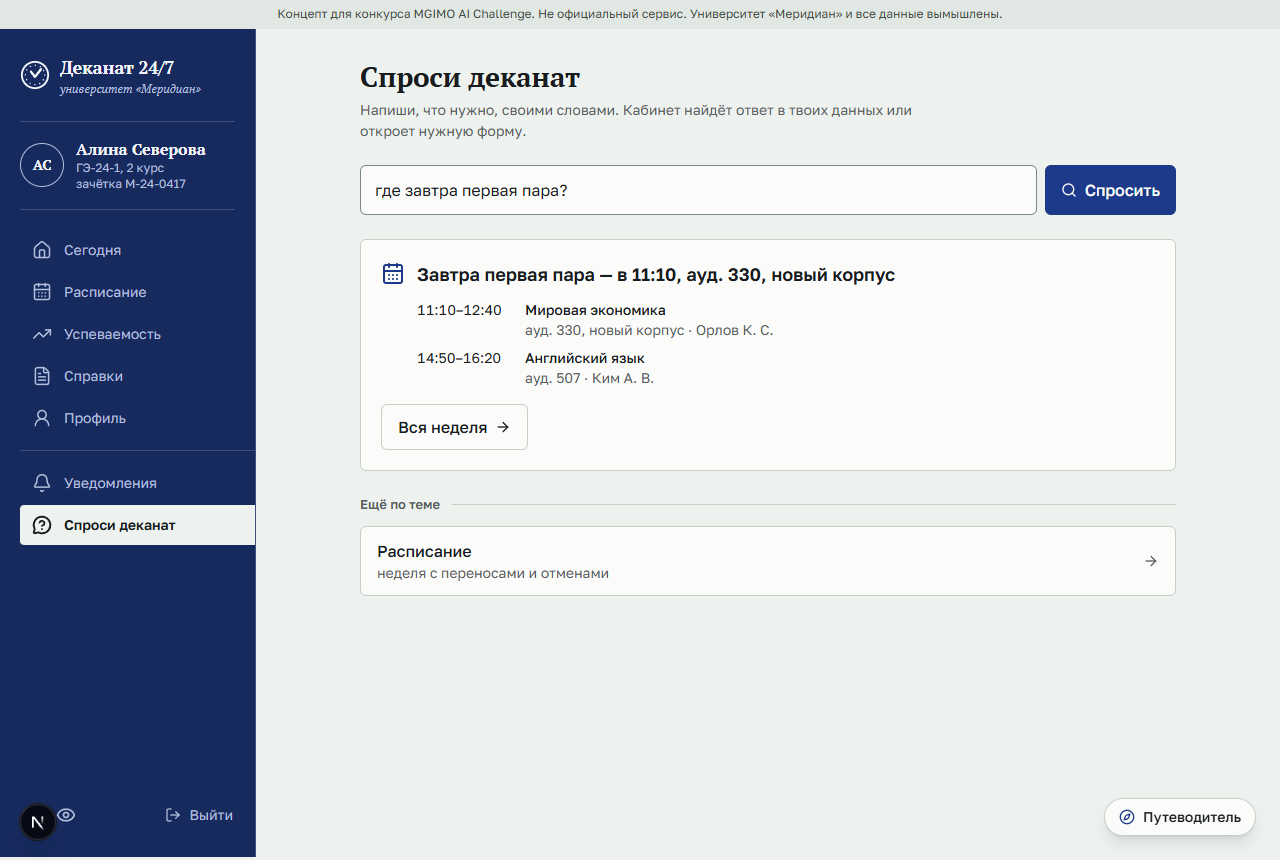 Концепт для конкурса MGIMO AI Challenge. Не официальный сервис. Университет «Меридиан» и все данные вымышлены.
Деканат 24/7
университет «Меридиан»
АС
Алина Северова
ГЭ-24-1, 2 курс
зачётка М-24-0417
Сегодня
Расписание
Успеваемость
Справки
Профиль
Уведомления
Спроси деканат
N
Выйти
Спроси деканат
Напиши, что нужно, своими словами. Кабинет найдёт ответ в твоих данных или
откроет нужную форму.
где завтра первая пара?
Спросить
Завтра первая пара — в 11:10, ауд. 330, новый корпус
11:10–12:40 Мировая экономика
ауд. 330, новый корпус · Орлов К. С.
14:50–16:20 Английский язык
ауд. 507 · Ким А. В.
Вся неделя
Ещё по теме
Расписание
неделя с переносами и отменами
Путеводитель